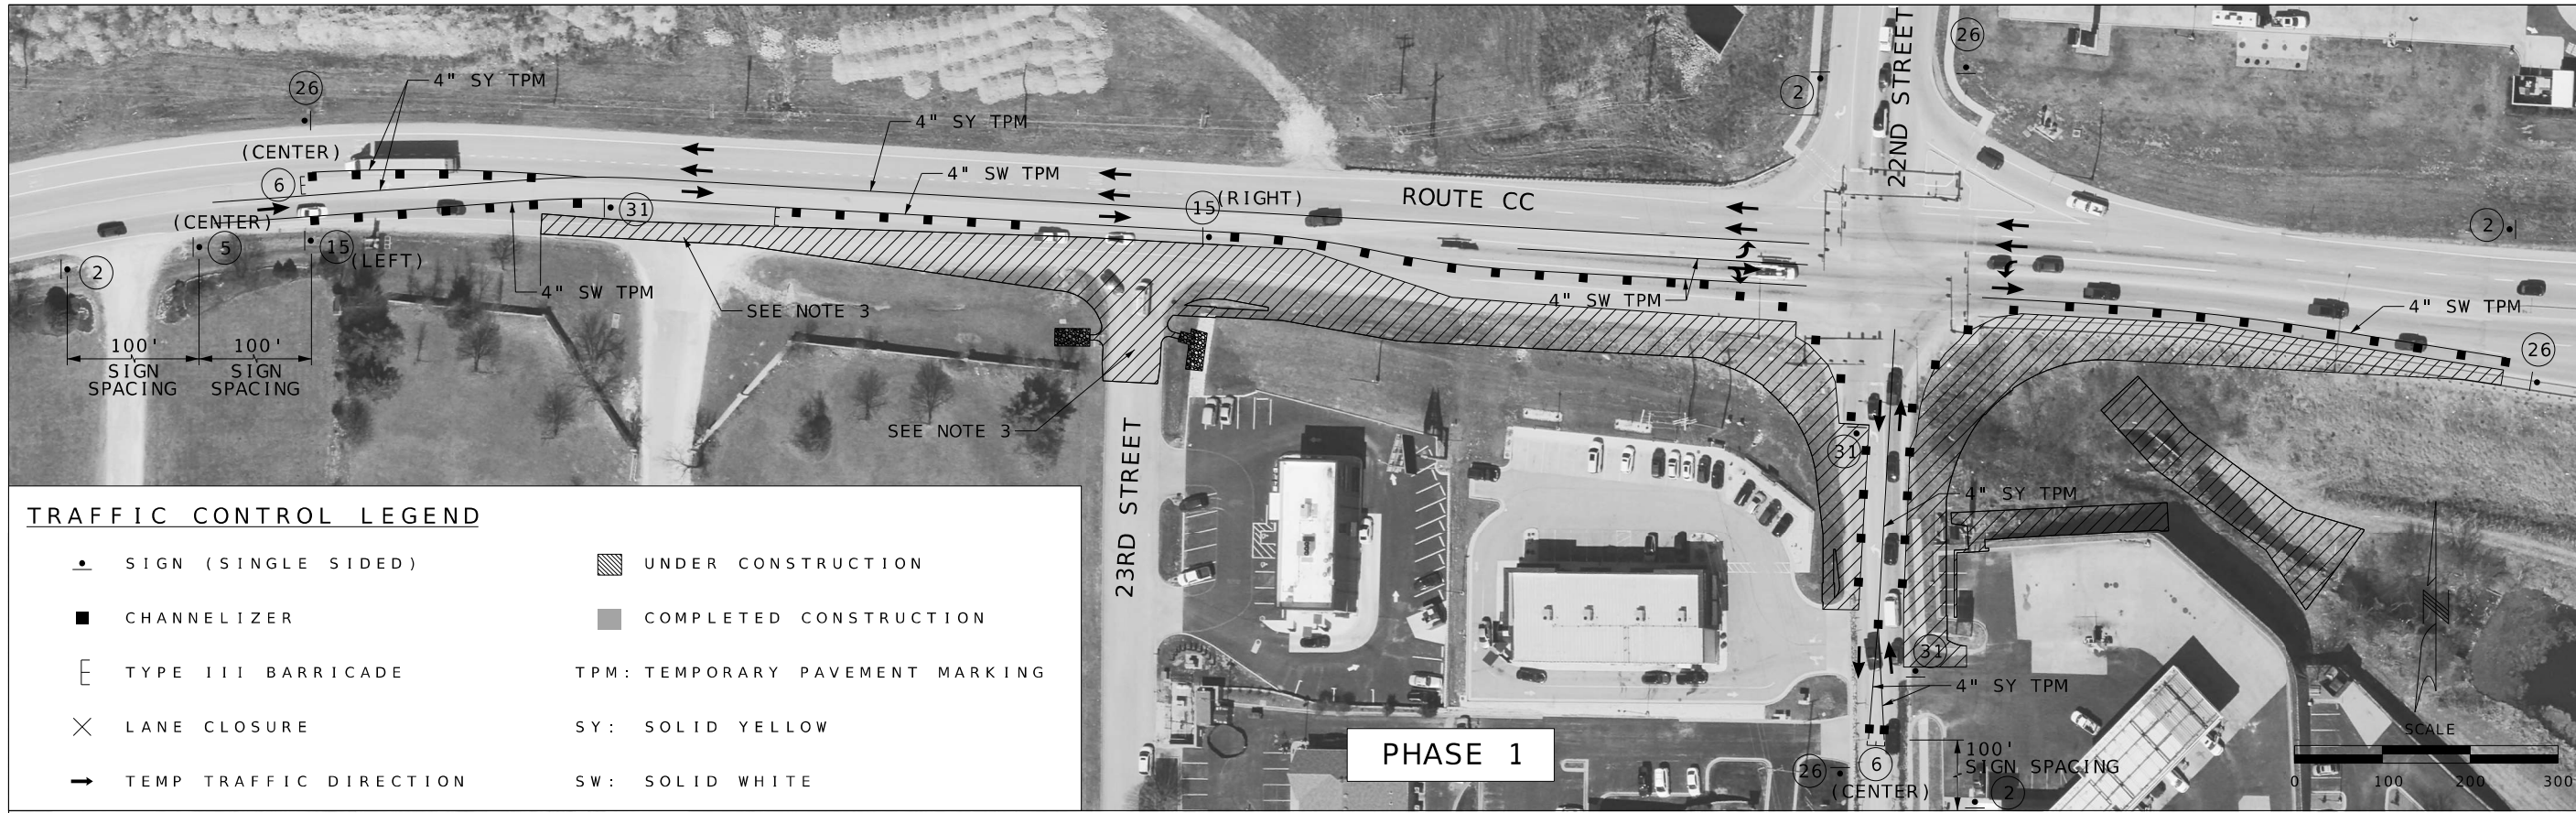 26
4" SY TPM
(CENTER)
6
4" SY TPM
4" SW TPM
15
(RIGHT)
ROUTE CC
2
22ND STREET
26
2
(CENTER)
5
15
(LEFT)
31
2
4" SW TPM
SEE NOTE 3
100'
SIGN
SPACING
100'
SIGN
SPACING
SEE NOTE 3
4" SW TPM
4" SW TPM
26
31
23RD STREET
4" SY TPM
31
4" SY TPM
TRAFFIC CONTROL LEGEND
SIGN (SINGLE SIDED)
UNDER CONSTRUCTION
CHANNELIZER
COMPLETED CONSTRUCTION
TYPE III BARRICADE
TPM: TEMPORARY PAVEMENT MARKING
LANE CLOSURE
SY: SOLID YELLOW
TEMP TRAFFIC DIRECTION
SW: SOLID WHITE
PHASE 1
26
6
(CENTER)
100'
SIGN SPACING
2
SCALE
0 100 200 300